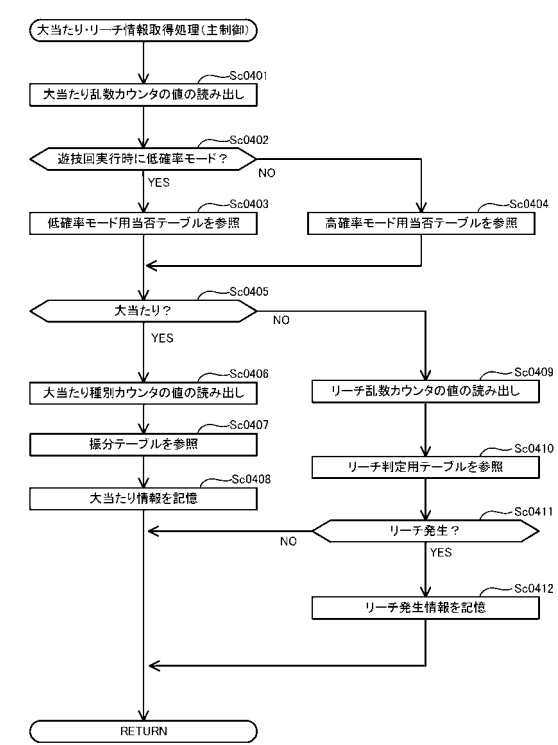 大当たり・リーチ情報取得処理(主制御)
Sc0401
大当たり乱数カウンタの値の読み出し
Sc0402
遊技回実行時に低確率モード？
NO
YES
Sc0403
Sc0404
低確率モード用当否テーブルを参照
高確率モード用当否テーブルを参照
Sc0405
大当たり？
NO
YES
Sc0406
Sc0409
大当たり種別カウンタの値の読み出し
リーチ乱数カウンタの値の読み出し
Sc0407
振分テーブルを参照
Sc0410
リーチ判定用テーブルを参照
Sc0408
大当たり情報を記憶
Sc0411
リーチ発生？
NO
YES
Sc0412
リーチ発生情報を記憶
RETURN